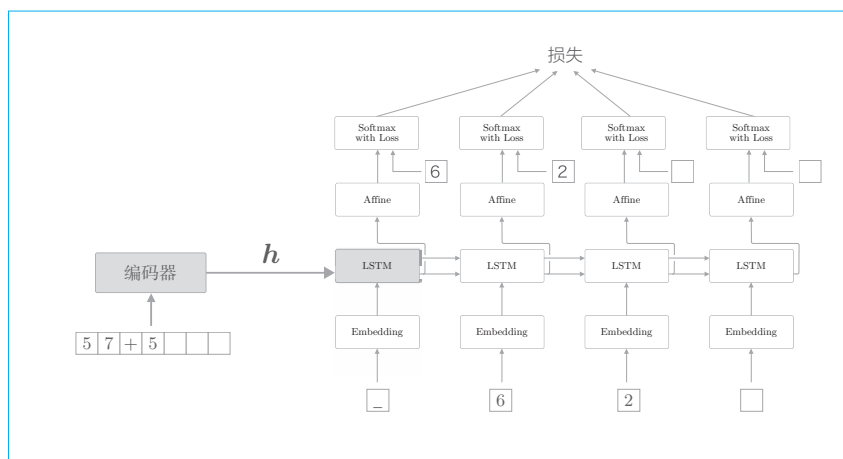 损失
Softmax with Loss Softmax with Loss Softmax with Loss Softmax with Loss
6 2
Affine Affine Affine Affine
h
编码器 LSTM LSTM LSTM LSTM
5 7 + 5
Embedding Embedding Embedding Embedding
_ 6 2